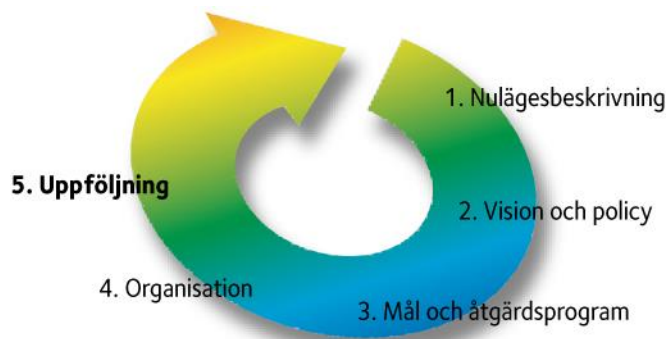 1. Nulägesbeskrivning
2. Vision och policy
3. Mål och åtgärdsprogram
4. Organisation
5. Uppföljning